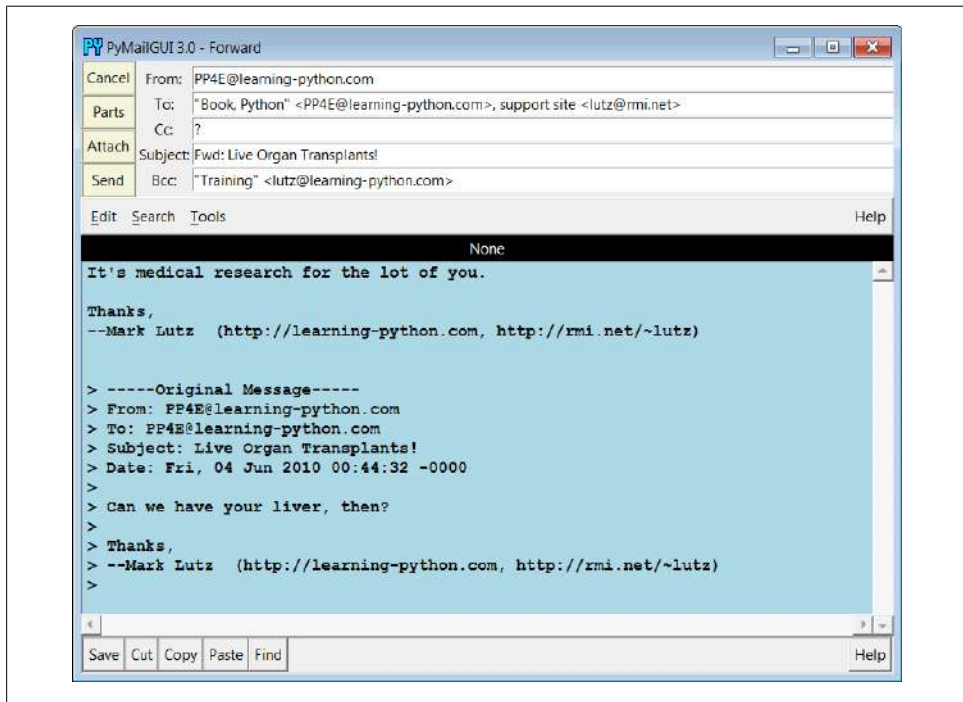 PY PyMailGUI 3.0 - Forward
Cancel From: PP4E@learning-python.com
Parts To: "Book, Python" <PP4E@learning-python.com>, support site <lutz@rmi.net>
Cc: ?
Attach Subject: Fwd: Live Organ Transplants!
Send Bcc: "Training" <lutz@learning-python.com>
Edit Search Tools Help
None
It's medical research for the lot of you.
Thanks,
--Mark Lutz (http://learning-python.com, http://rmi.net/~lutz)
> -----Original Message-----
> From: PP4E@learning-python.com
> To: PP4E@learning-python.com
> Subject: Live Organ Transplants!
> Date: Fri, 04 Jun 2010 00:44:32 -0000
>
> Can we have your liver, then?
>
> Thanks,
> --Mark Lutz (http://learning-python.com, http://rmi.net/~lutz)
>
Save Cut Copy Paste Find Help